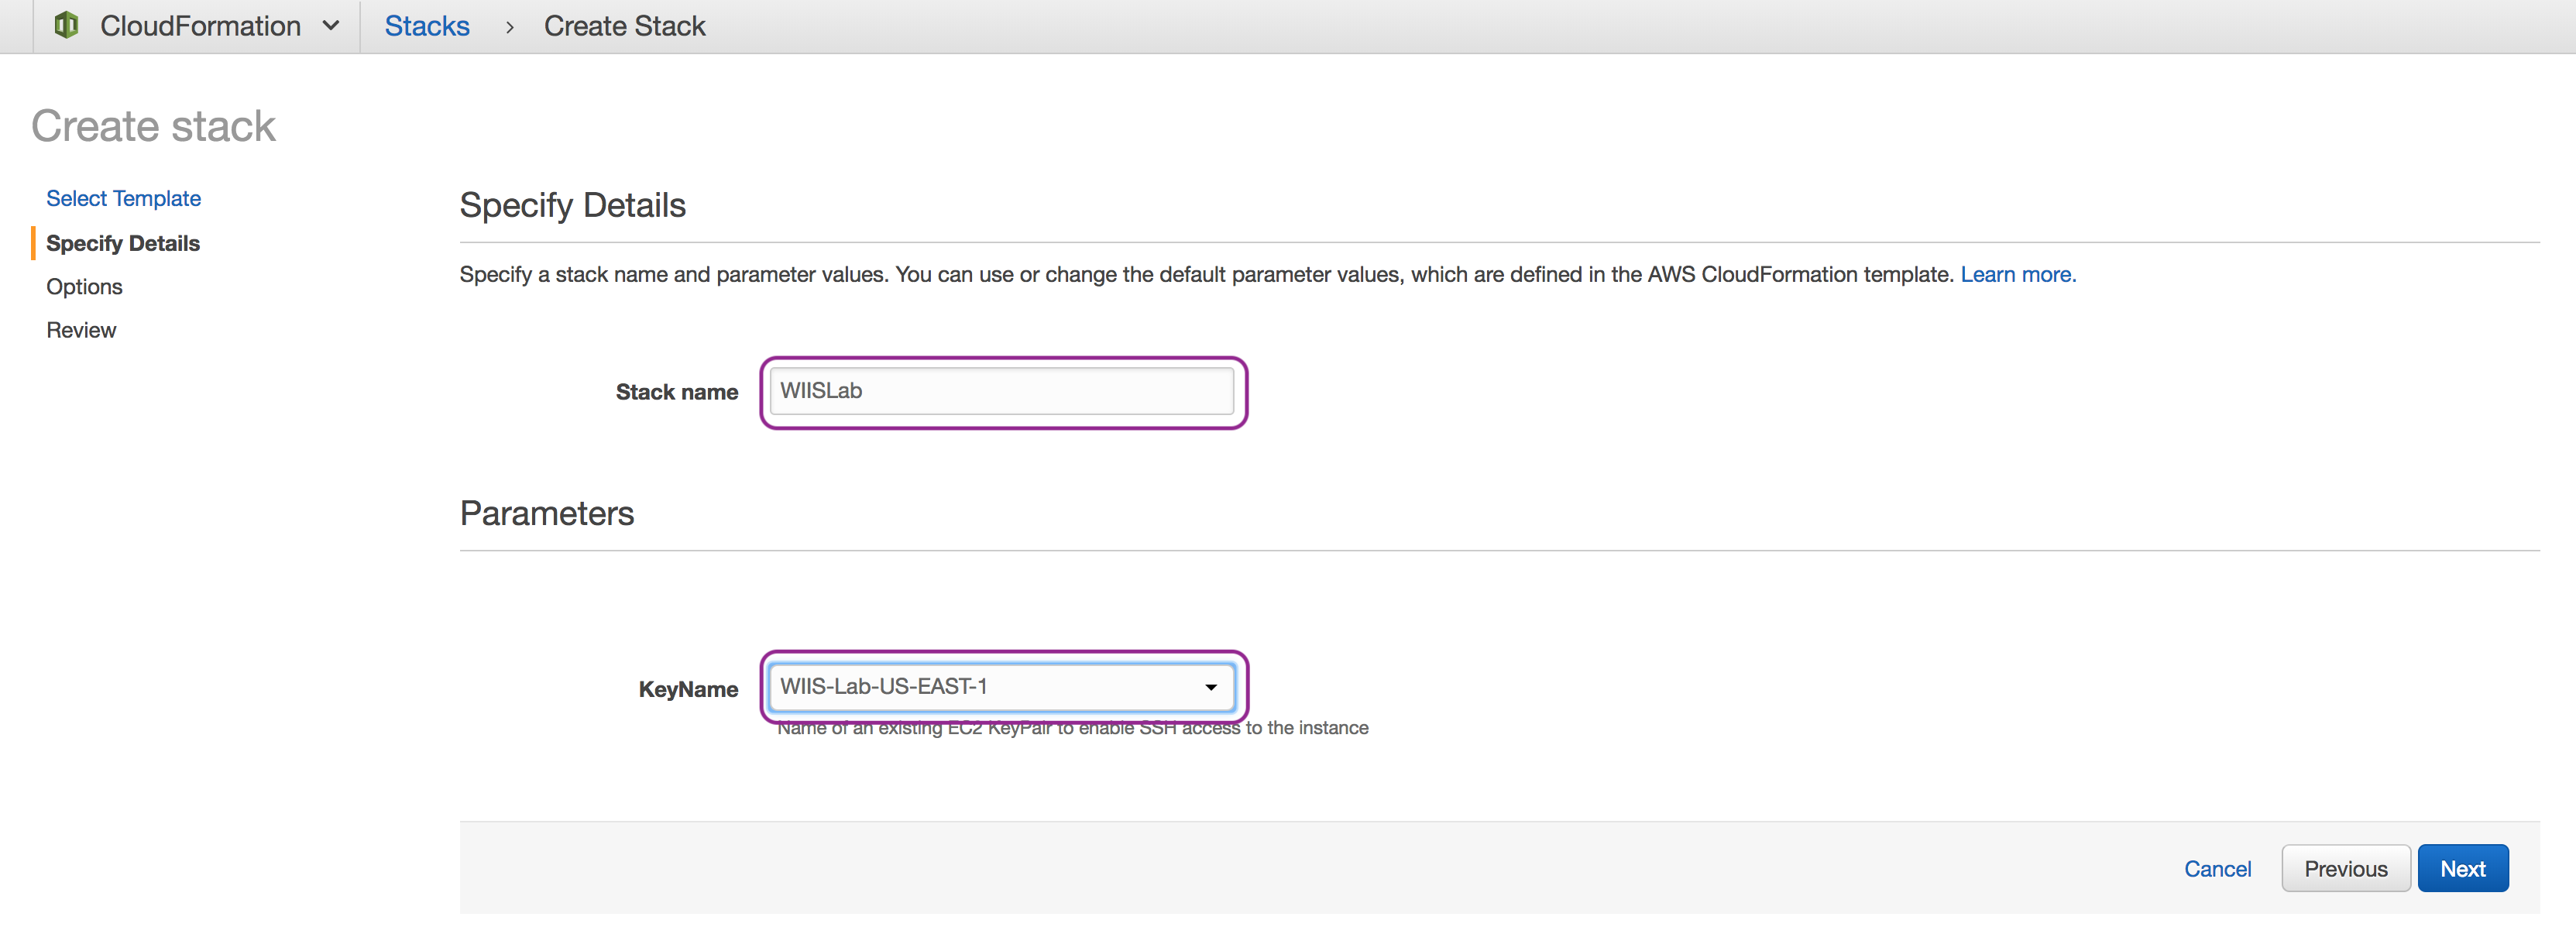 CloudFormation Stacks > Create Stack
Create stack
Select Template
Specify Details
Options
Review
Specify Details
Specify a stack name and parameter values. You can use or change the default parameter values, which are defined in the AWS CloudFormation template. Learn more.
Stack name WIISLab
Parameters
KeyName WIIS-Lab-US-EAST-1
Name of an existing EC2 KeyPair to enable SSH access to the instance
Cancel Previous Next